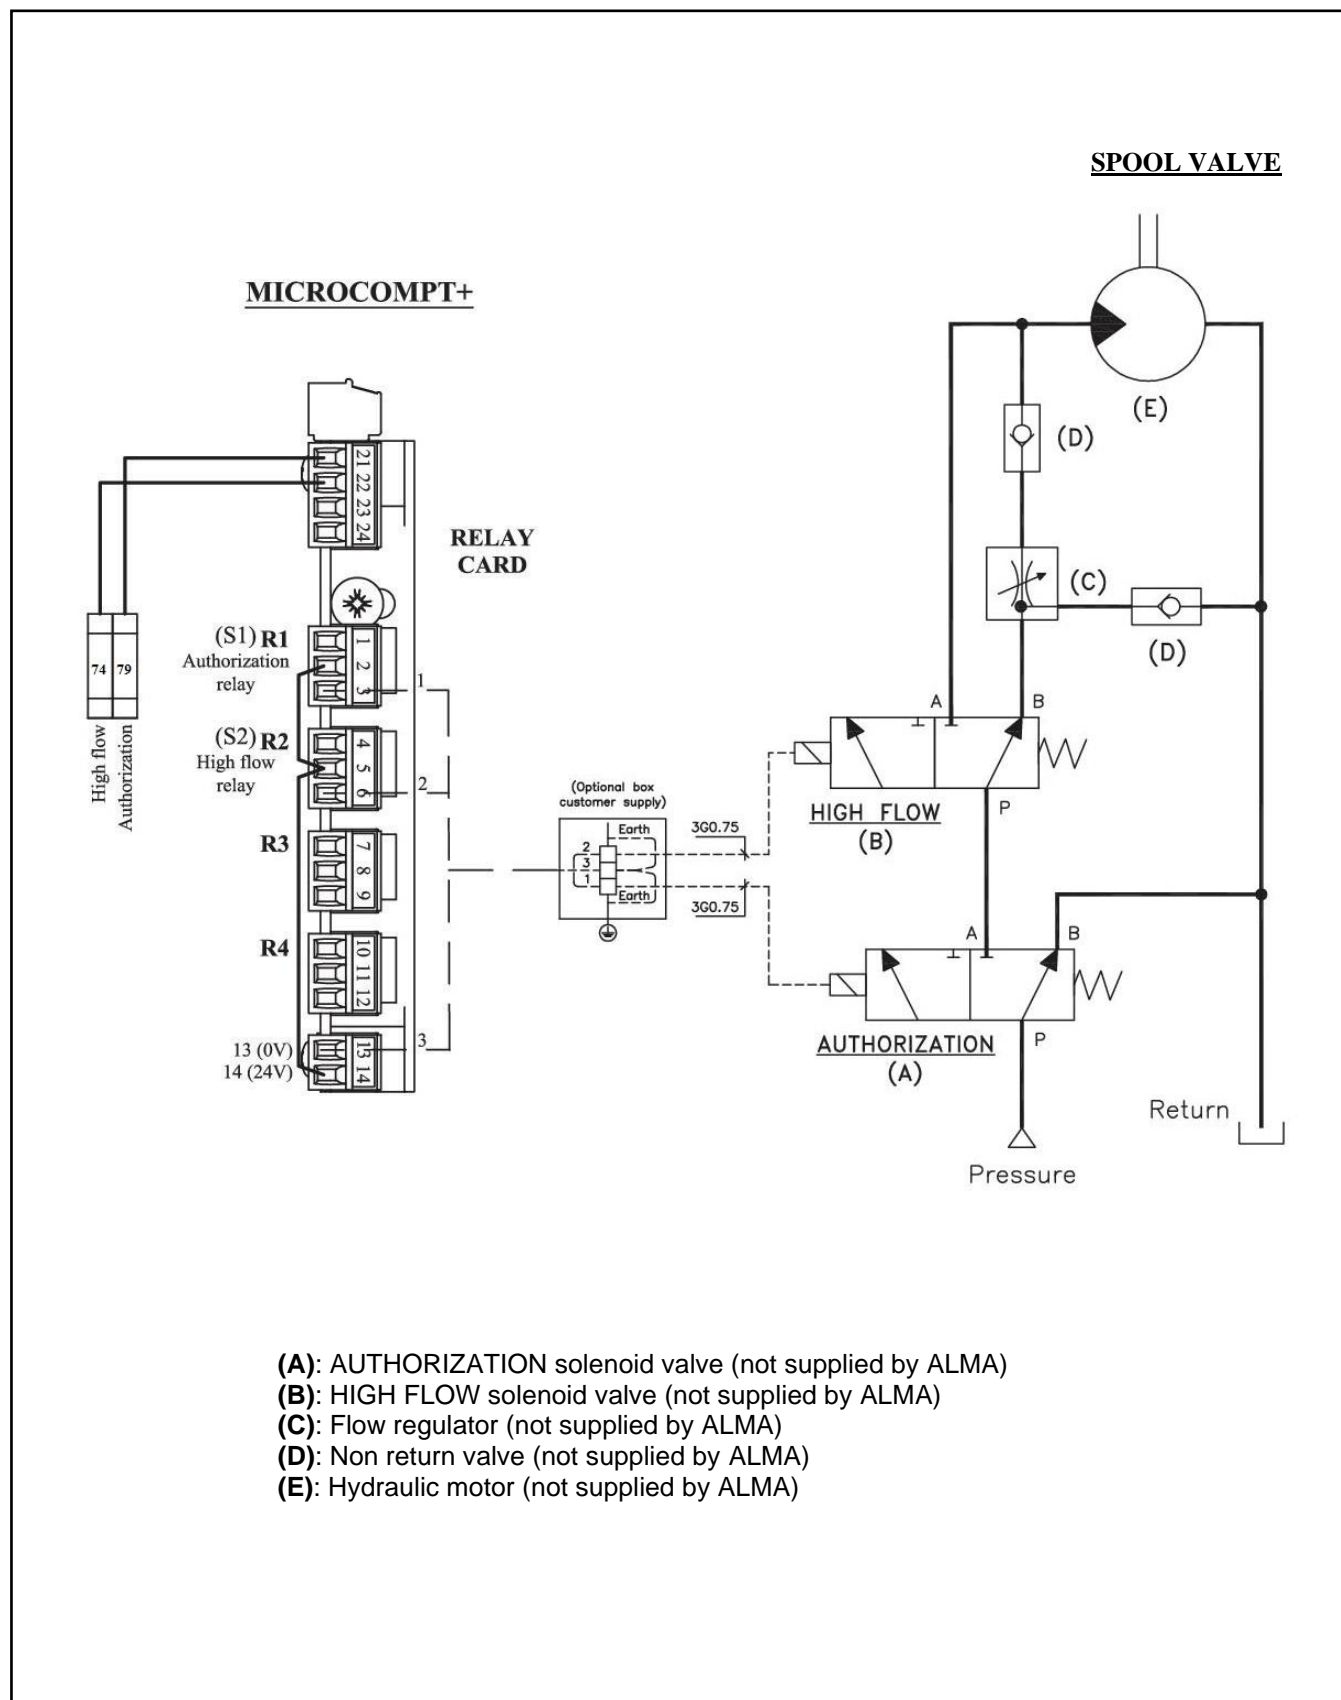 SPOOL VALVE
MICROCOMPT+
(E)
(D)
21
22
23
24
RELAY
CARD
(C)
(D)
74
79
High flow
Authorization
(S1) R1
Authorization
relay
1
2
3
1
(S2) R2
High flow
relay
4
5
6
2
R3
7
8
9
R4
10
11
12
13 (0V)
14 (24V)
13
14
3
(Optional box
customer supply)
Earth
2
3
1
Earth
3G0.75
3G0.75
A
B
P
HIGH FLOW
(B)
A
B
P
AUTHORIZATION
(A)
Return
Pressure
(A): AUTHORIZATION solenoid valve (not supplied by ALMA)
(B): HIGH FLOW solenoid valve (not supplied by ALMA)
(C): Flow regulator (not supplied by ALMA)
(D): Non return valve (not supplied by ALMA)
(E): Hydraulic motor (not supplied by ALMA)